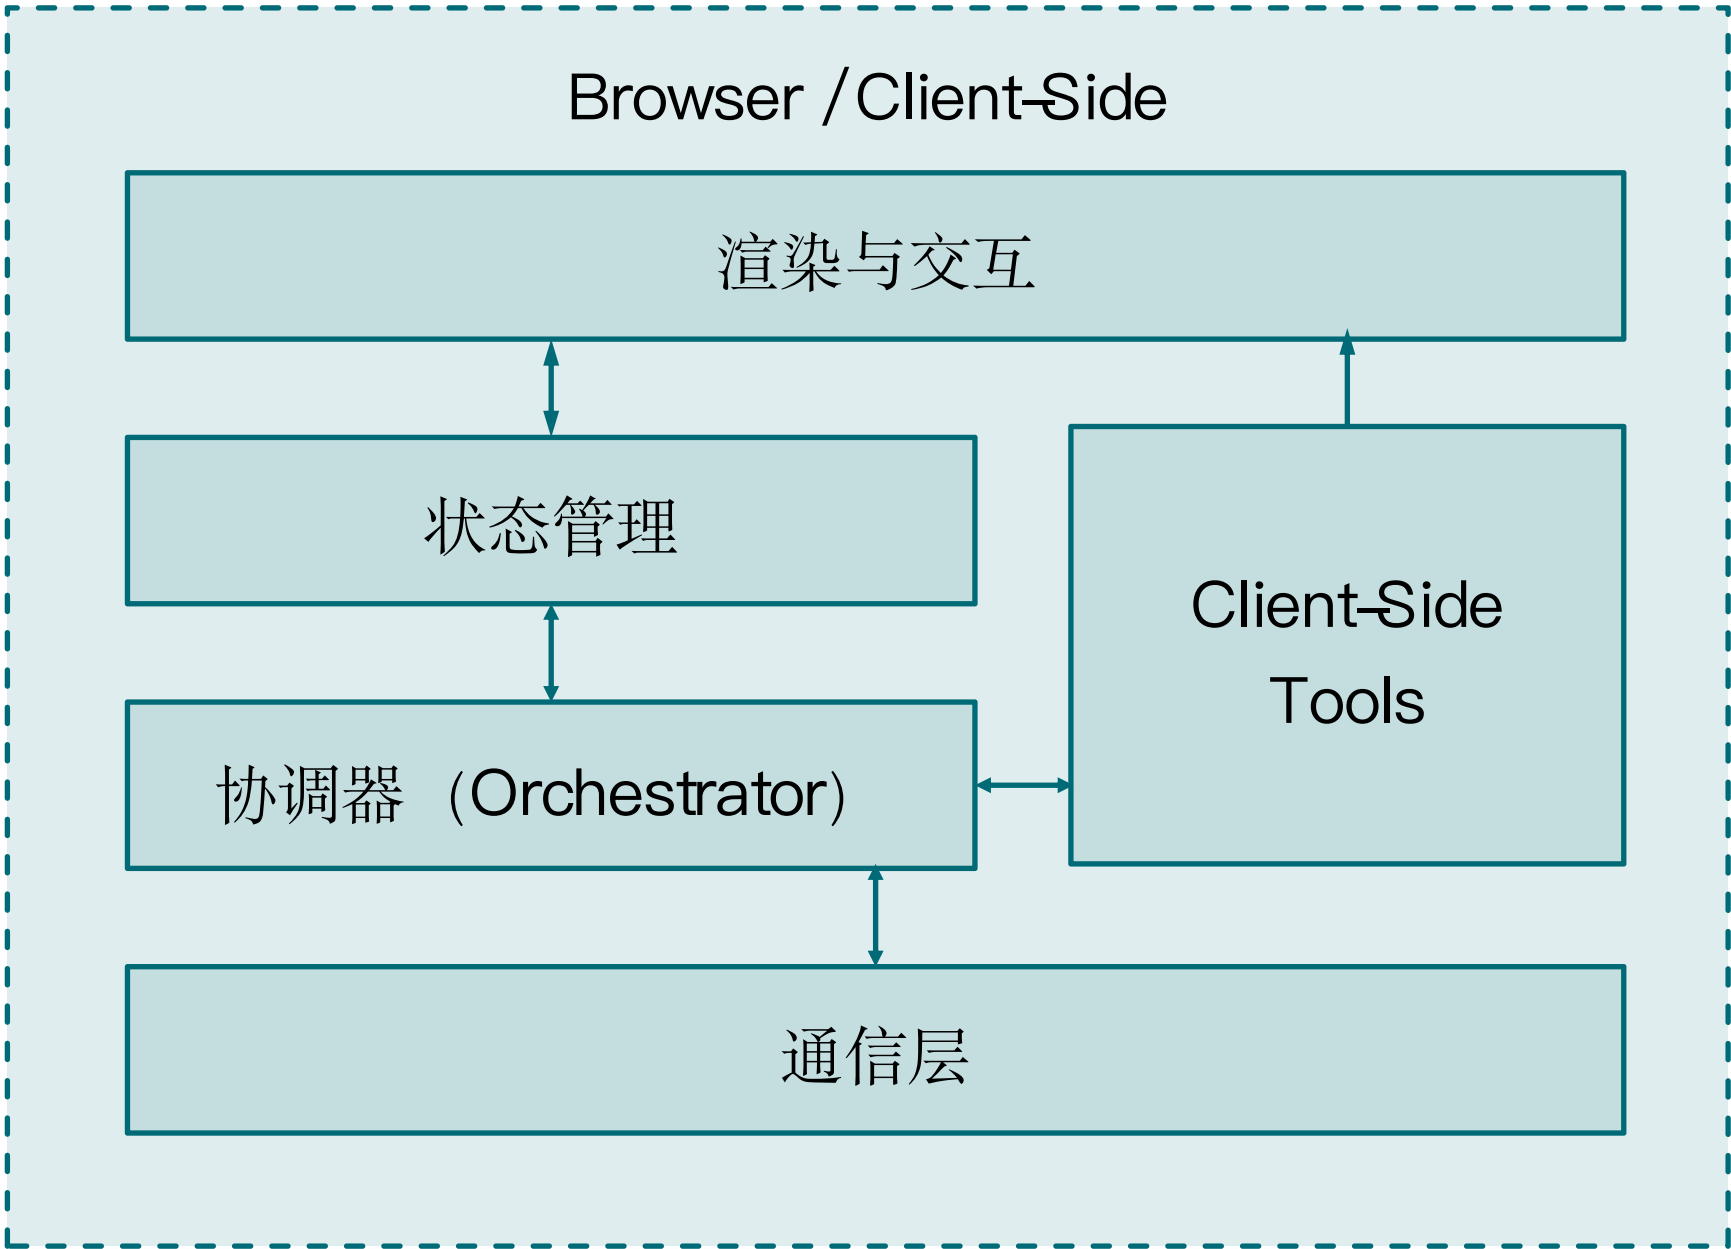 Browser /Client-Side
渲染与交互
状态管理
Client-Side
Tools
协调器（Orchestrator）
通信层